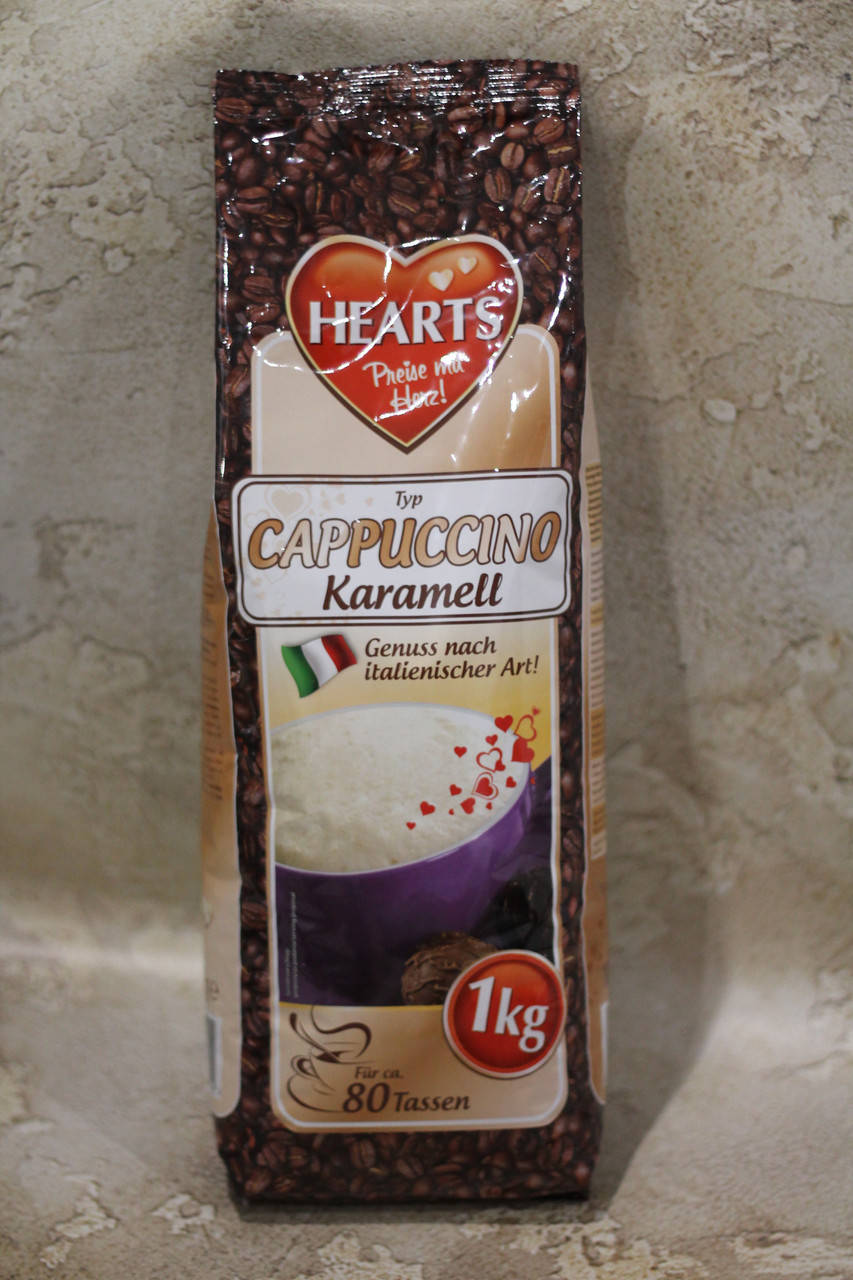 HEARTS
Preise mit
Herz!
Typ
CAPPUCCINO
Karamell
Genuss nach
italienischer Art!
1kg
Für ca.
80 Tassen